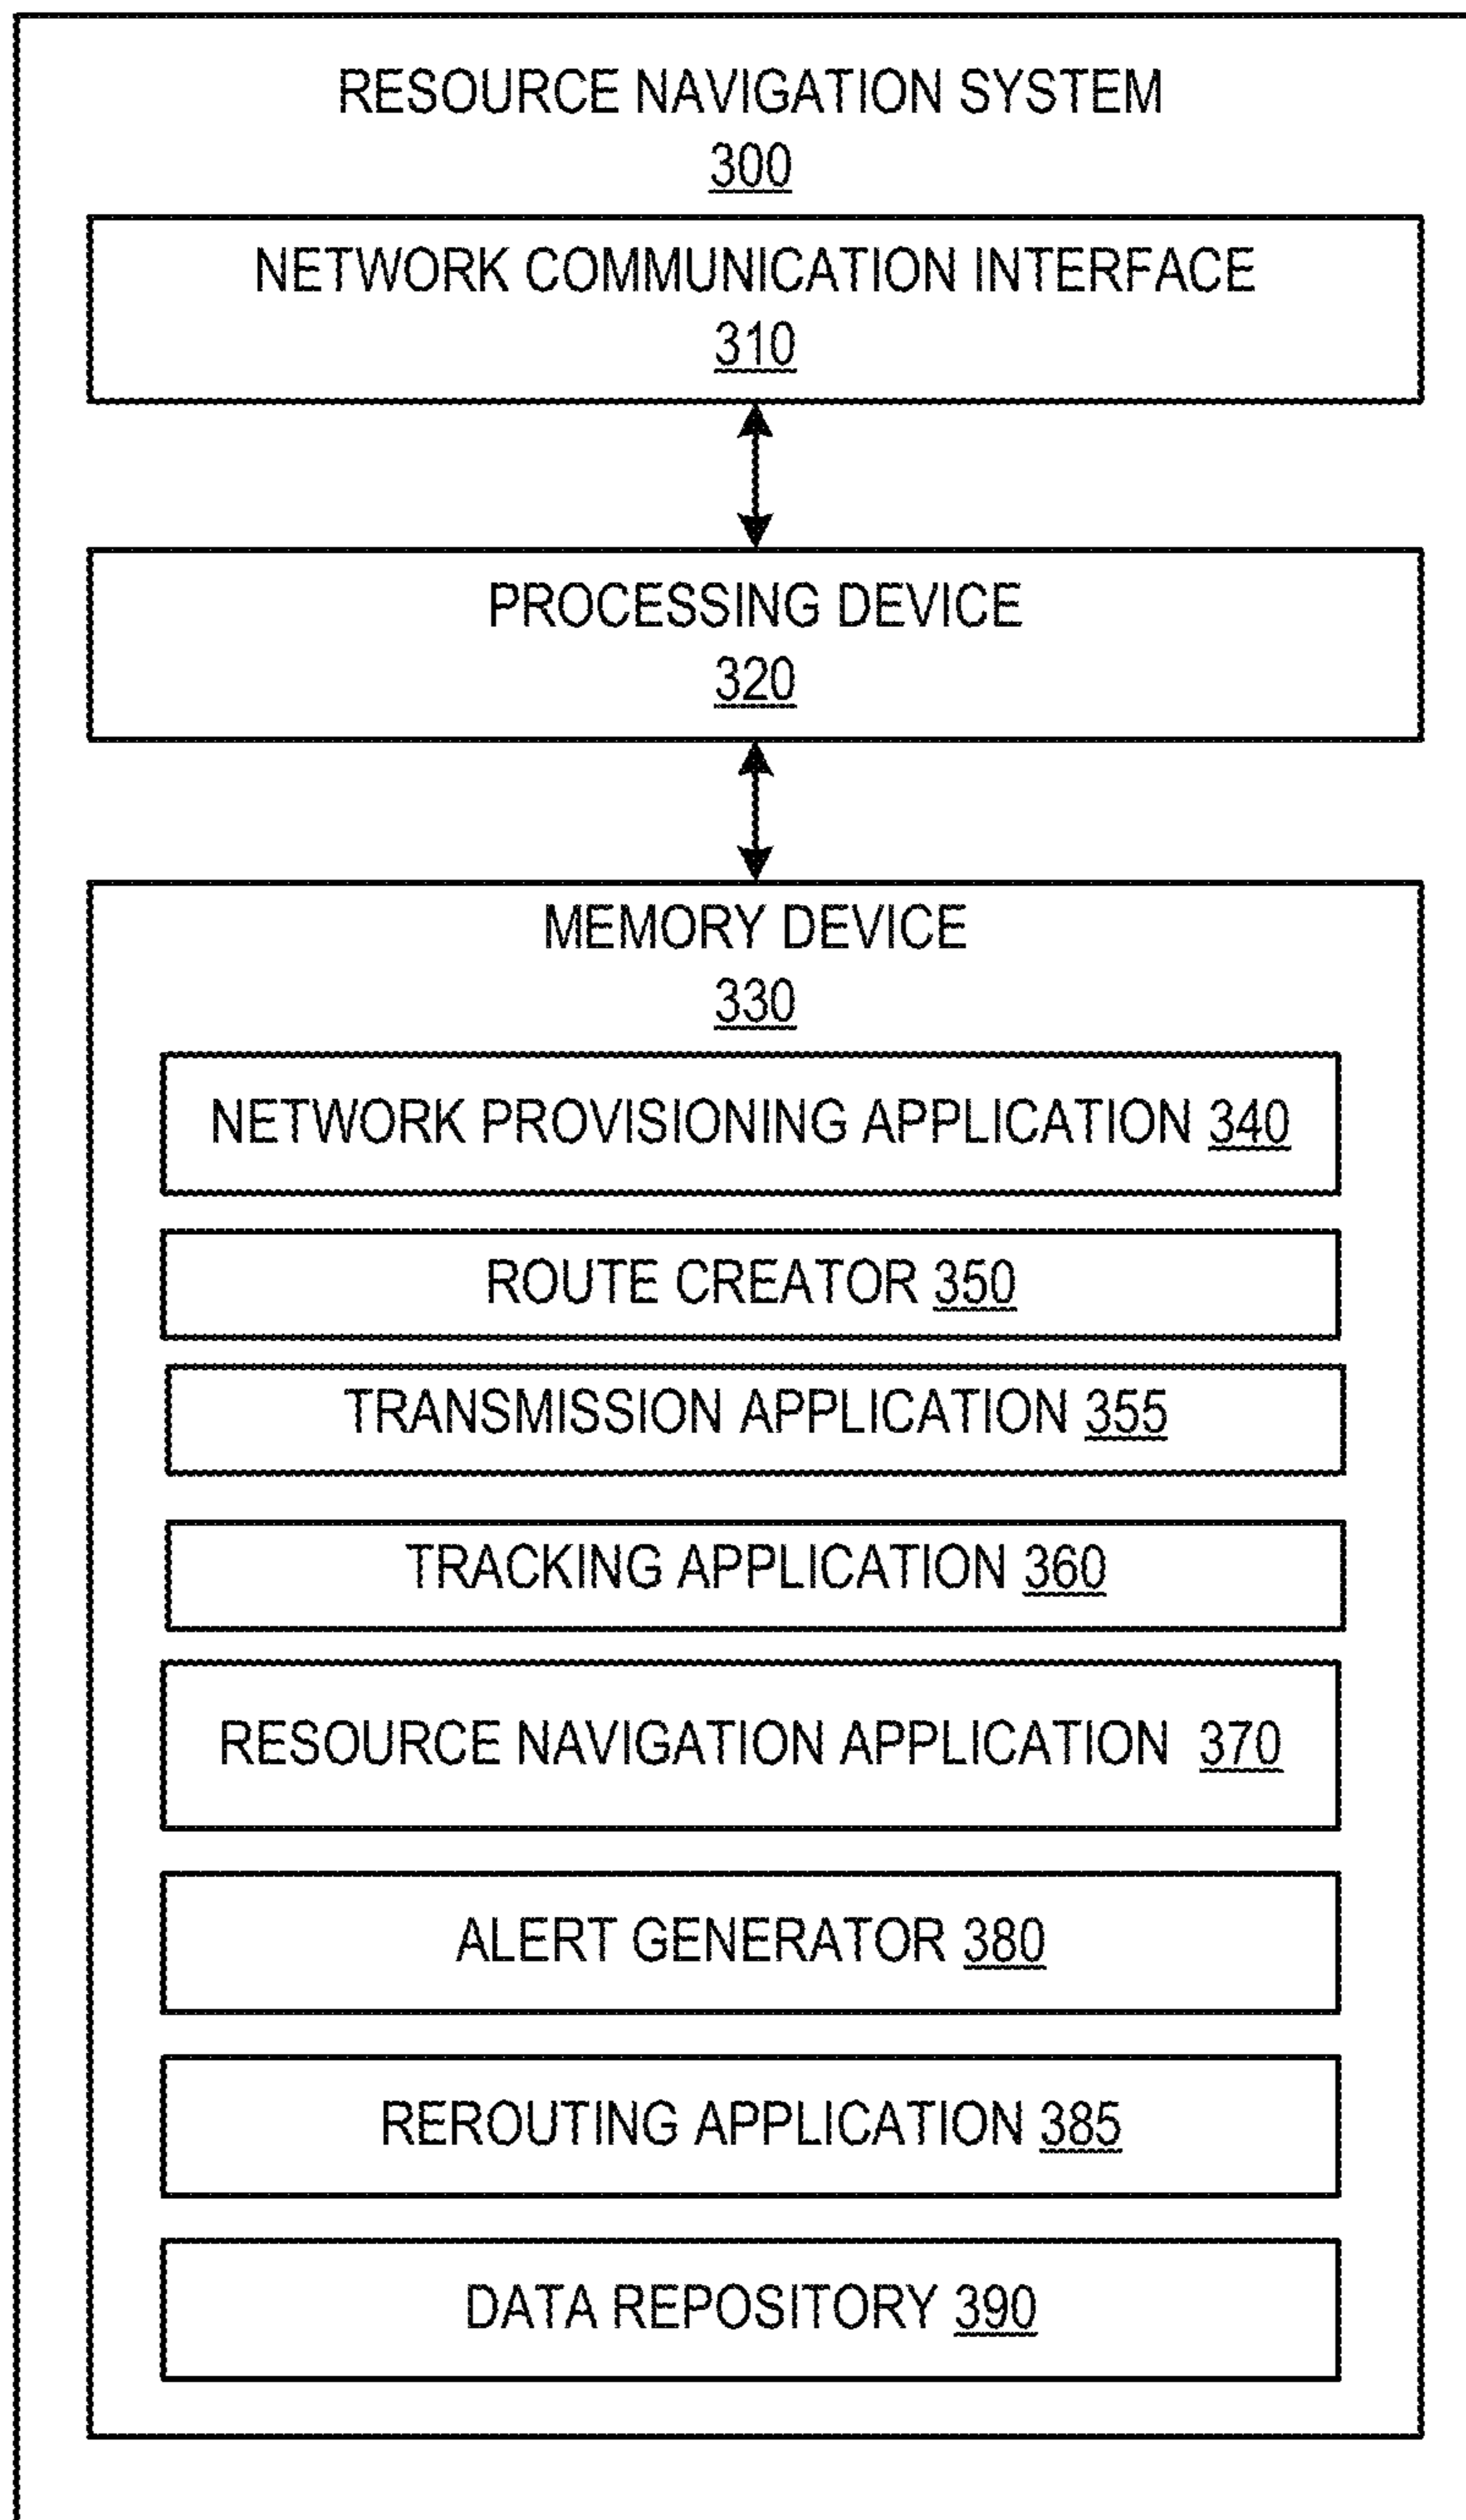 RESOURCE NAVIGATION SYSTEM
300
NETWORK COMMUNICATION INTERFACE
310
PROCESSING DEVICE
320
MEMORY DEVICE
330
NETWORK PROVISIONING APPLICATION 340
ROUTE CREATOR 350
TRANSMISSION APPLICATION 355
TRACKING APPLICATION 360
RESOURCE NAVIGATION APPLICATION 370
ALERT GENERATOR 380
REROUTING APPLICATION 385
DATA REPOSITORY 390